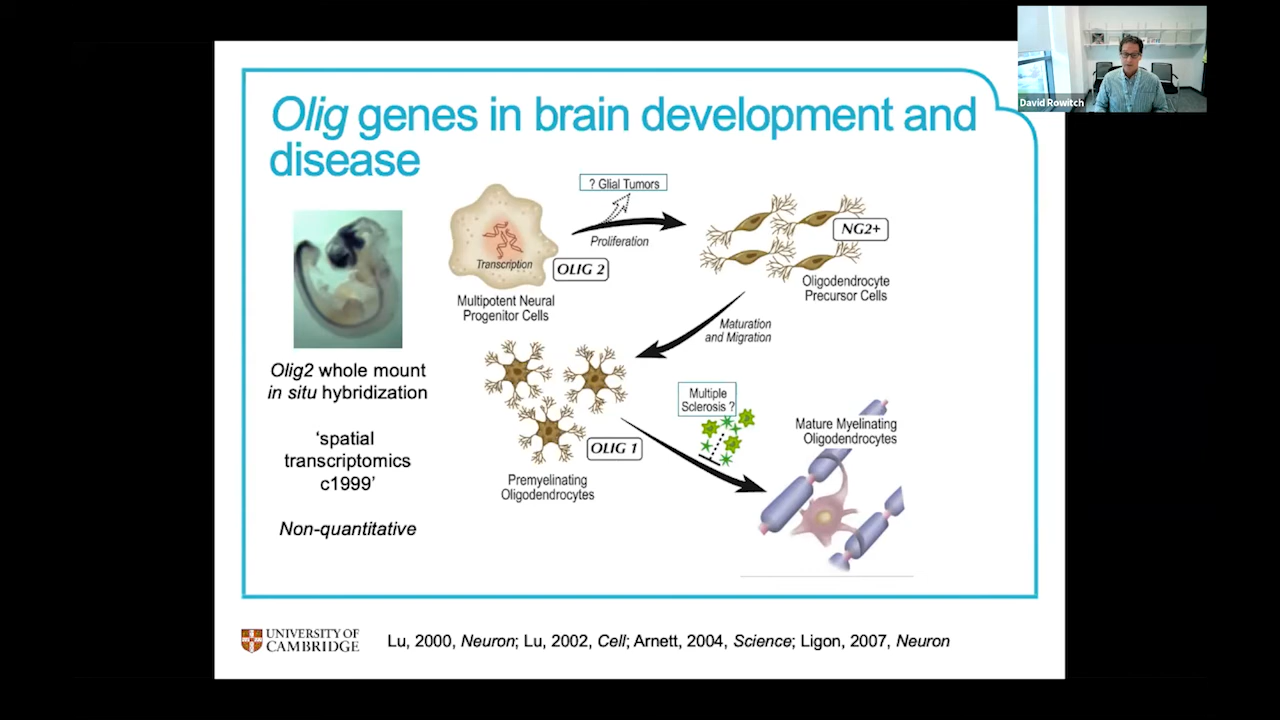 David Rowitch
Olig genes in brain development and
disease
? Glial Tumors
Proliferation
Transcription
OLIG 2
NG2+
Multipotent Neural
Progenitor Cells
Oligodendrocyte
Precursor Cells
Maturation
and Migration
Olig2 whole mount
in situ hybridization
'spatial
transcriptomics
c1999'
Non-quantitative
OLIG 1
Premyelinating
Oligodendrocytes
Multiple
Sclerosis ?
Mature Myelinating
Oligodendrocytes
UNIVERSITY OF
CAMBRIDGE
Lu, 2000, Neuron; Lu, 2002, Cell; Arnett, 2004, Science; Ligon, 2007, Neuron